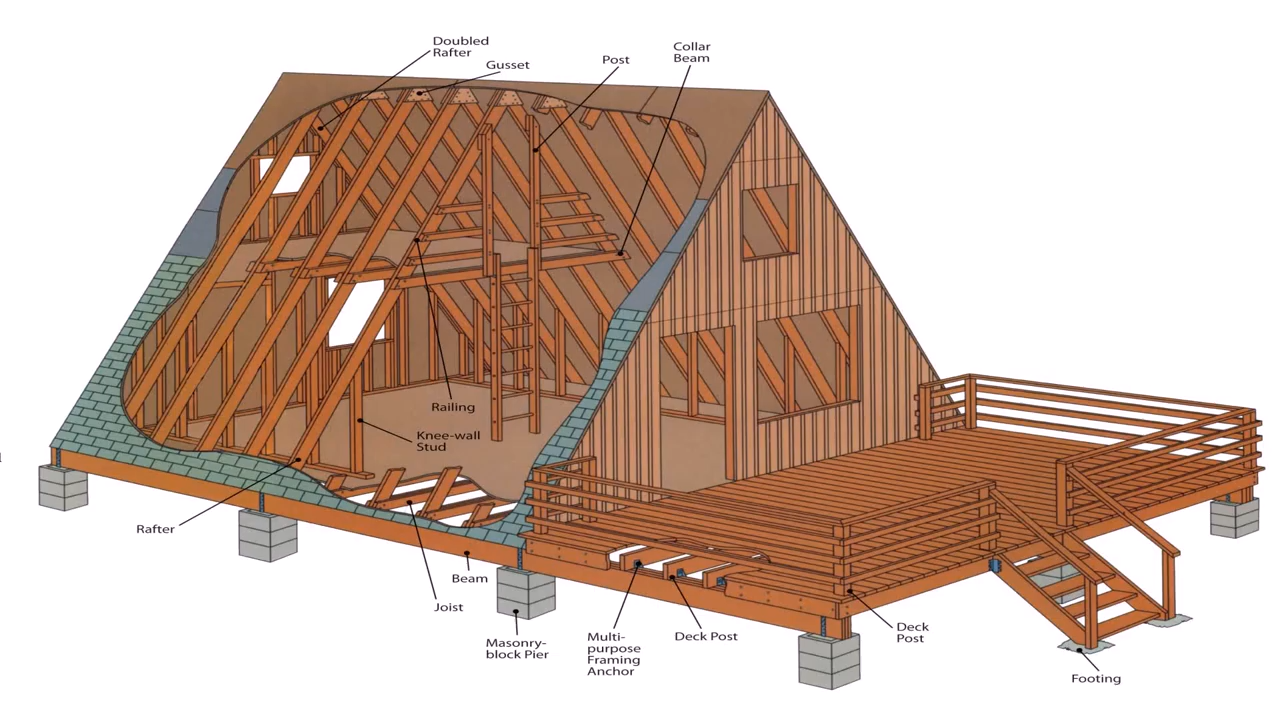 Doubled
Rafter
Gusset
Post
Collar
Beam
Railing
Knee-wall
Stud
Rafter
Beam
Joist
Masonry-
block Pier
Multi-
purpose
Framing
Anchor
Deck Post
Deck
Post
Footing